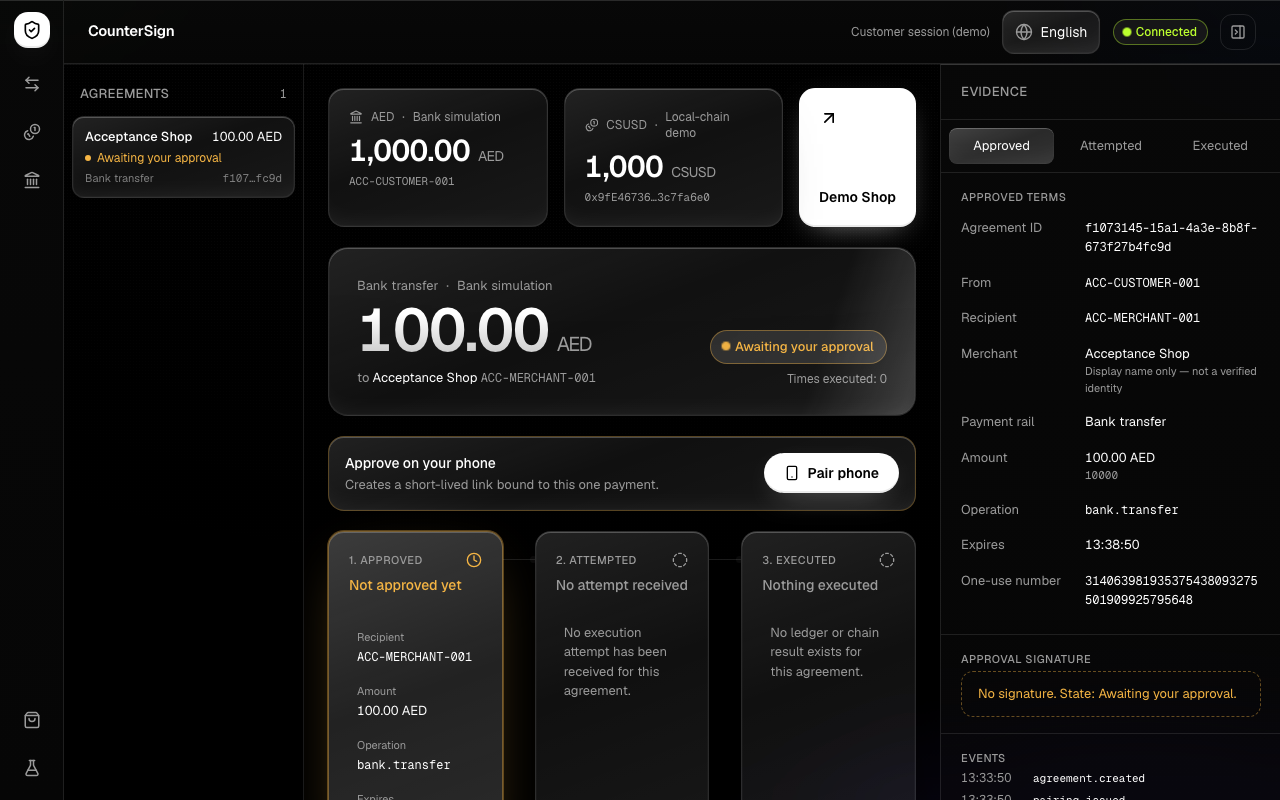 CounterSign
Customer session (demo)
English
Connected
AGREEMENTS 1
Acceptance Shop 100.00 AED
Awaiting your approval
Bank transfer f107…fc9d
AED · Bank simulation
1,000.00 AED
ACC-CUSTOMER-001
CSUSD · Local-chain
demo
1,000 CSUSD
0x9fE46736…3c7fa6e0
Demo Shop
Bank transfer · Bank simulation
100.00 AED
to Acceptance Shop ACC-MERCHANT-001
Awaiting your approval
Times executed: 0
Approve on your phone
Creates a short-lived link bound to this one payment.
Pair phone
1. APPROVED
Not approved yet
Recipient
ACC-MERCHANT-001
Amount
100.00 AED
Operation
bank.transfer
Expires
2. ATTEMPTED
No attempt received
No execution
attempt has been
received for this
agreement.
3. EXECUTED
Nothing executed
No ledger or chain
result exists for
this agreement.
EVIDENCE
Approved Attempted Executed
APPROVED TERMS
Agreement ID f1073145-15a1-4a3e-8b8f-
673f27b4fc9d
From ACC-CUSTOMER-001
Recipient ACC-MERCHANT-001
Merchant Acceptance Shop
Display name only — not a verified
identity
Payment rail Bank transfer
Amount 100.00 AED
10000
Operation bank.transfer
Expires 13:38:50
One-use number 314063981935375438093275
501909925795648
APPROVAL SIGNATURE
No signature. State: Awaiting your approval.
EVENTS
13:33:50 agreement.created
13:33:50 pairing.issued